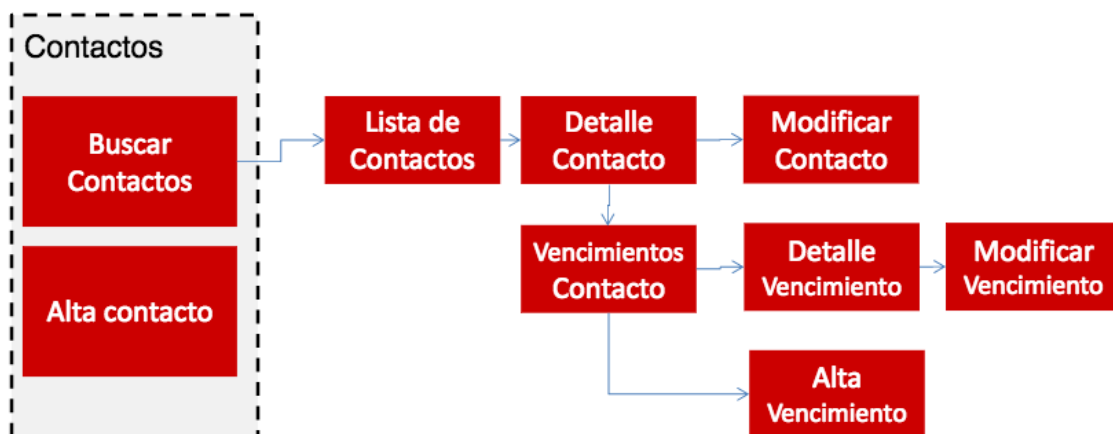 Contactos
Buscar
Contactos
Lista de
Contactos
Detalle
Contacto
Modificar
Contacto
Vencimientos
Contacto
Detalle
Vencimiento
Modificar
Vencimiento
Alta contacto
Alta
Vencimiento